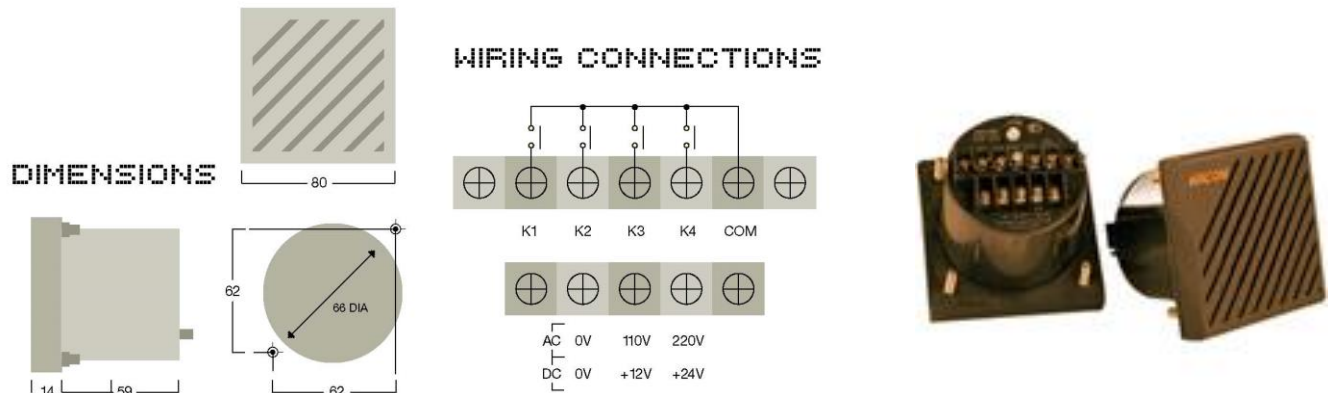 WIRING CONNECTIONS
DIMENSIONS
80
K1 K2 K3 K4 COM
62
66 DIA
AC 0V 110V 220V
DC 0V +12V +24V
14 59 62